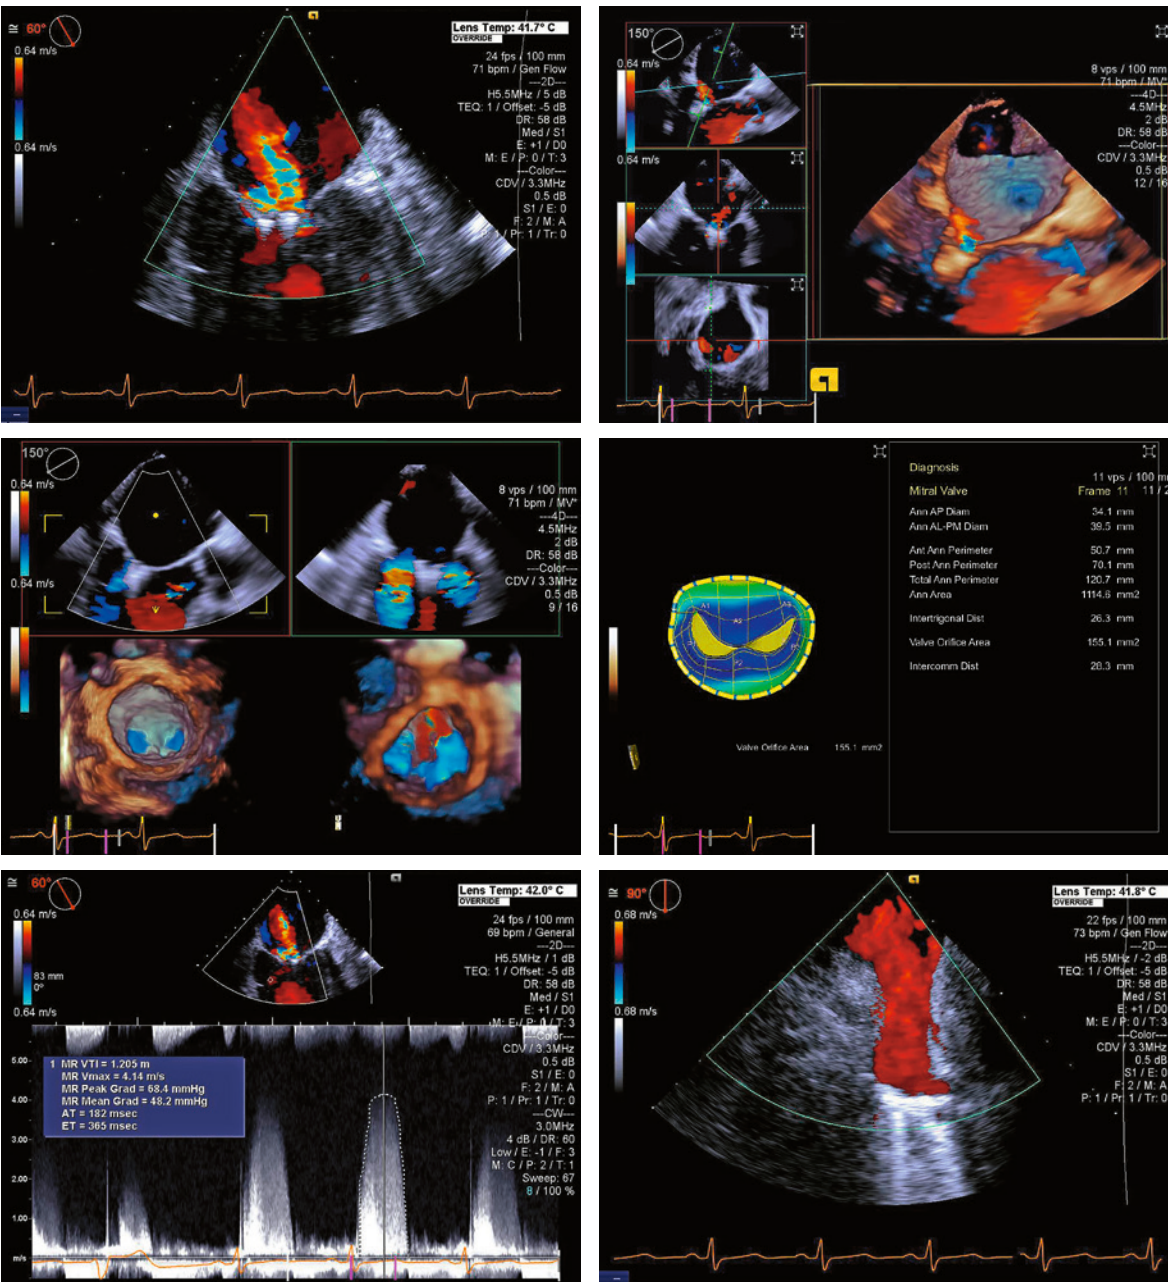 60°
Lens Temp: 41.7° C
OVERRIDE
0.64 m/s
24 fps / 100 mm
71 bpm / Gen Flow
---2D---
H5.5MHz / 5 dB
TEQ: 1 / Offset: -5 dB
DR: 58 dB
Med / S1
E: +1 / D0
M: E / P: 0 / T: 3
---Color---
CDV / 3.3MHz
0.5 dB
S1 / E: 0
F: 2 / M: A
P: 1 / Pr: 1 / Tr: 0
0.64 m/s
150°
0.64 m/s
0.64 m/s
8 vps / 100 mm
71 bpm / MV*
---4D---
4.5MHz
2 dB
DR: 58 dB
---Color---
CDV / 3.3MHz
0.5 dB
12 / 16
150°
0.64 m/s
0.64 m/s
8 vps / 100 mm
71 bpm / MV*
---4D---
4.5MHz
2 dB
DR: 58 dB
---Color---
CDV / 3.3MHz
0.5 dB
9 / 16
Diagnosis
11 vps / 100 m
Mitral Valve Frame 11 11 / 2
Ann AP Diam 34.1 mm
Ann AL-PM Diam 39.5 mm
Ant Ann Perimeter 50.7 mm
Post Ann Perimeter 70.1 mm
Total Ann Perimeter 120.7 mm
Ann Area 1114.6 mm2
Intertrigonal Dist 26.3 mm
Valve Orifice Area 155.1 mm2
Intercomm Dist 28.3 mm
A1
A2
P2
Valve Orifice Area 155.1 mm2
60°
Lens Temp: 42.0° C
OVERRIDE
0.64 m/s
83 mm
0°
0.64 m/s
24 fps / 100 mm
69 bpm / General
---2D---
H5.5MHz / 1 dB
TEQ: 1 / Offset: -5 dB
DR: 58 dB
Med / S1
E: +1 / D0
M: E / P: 0 / T: 3
---Color---
CDV / 3.3MHz
0.5 dB
S1 / E: 0
F: 2 / M: A
P: 1 / Pr: 1 / Tr: 0
---CW---
3.0MHz
4 dB / DR: 60
Low / E: -1 / F: 3
M: C / P: 2 / T: 1
Sweep: 67
8 / 100 %
1 MR VTI = 1.205 m
MR Vmax = 4.14 m/s
MR Peak Grad = 68.4 mmHg
MR Mean Grad = 48.2 mmHg
AT = 182 msec
ET = 365 msec
5.00
3.00
2.00
1.00
m/s
90°
Lens Temp: 41.8° C
OVERRIDE
0.68 m/s
0.68 m/s
22 fps / 100 mm
73 bpm / Gen Flow
---2D---
H5.5MHz / -2 dB
TEQ: 1 / Offset: -5 dB
DR: 58 dB
Med / S1
E: +1 / D0
M: E / P: 0 / T: 3
---Color---
CDV / 3.3MHz
0.5 dB
S1 / E: 0
F: 2 / M: A
P: 1 / Pr: 1 / Tr: 0